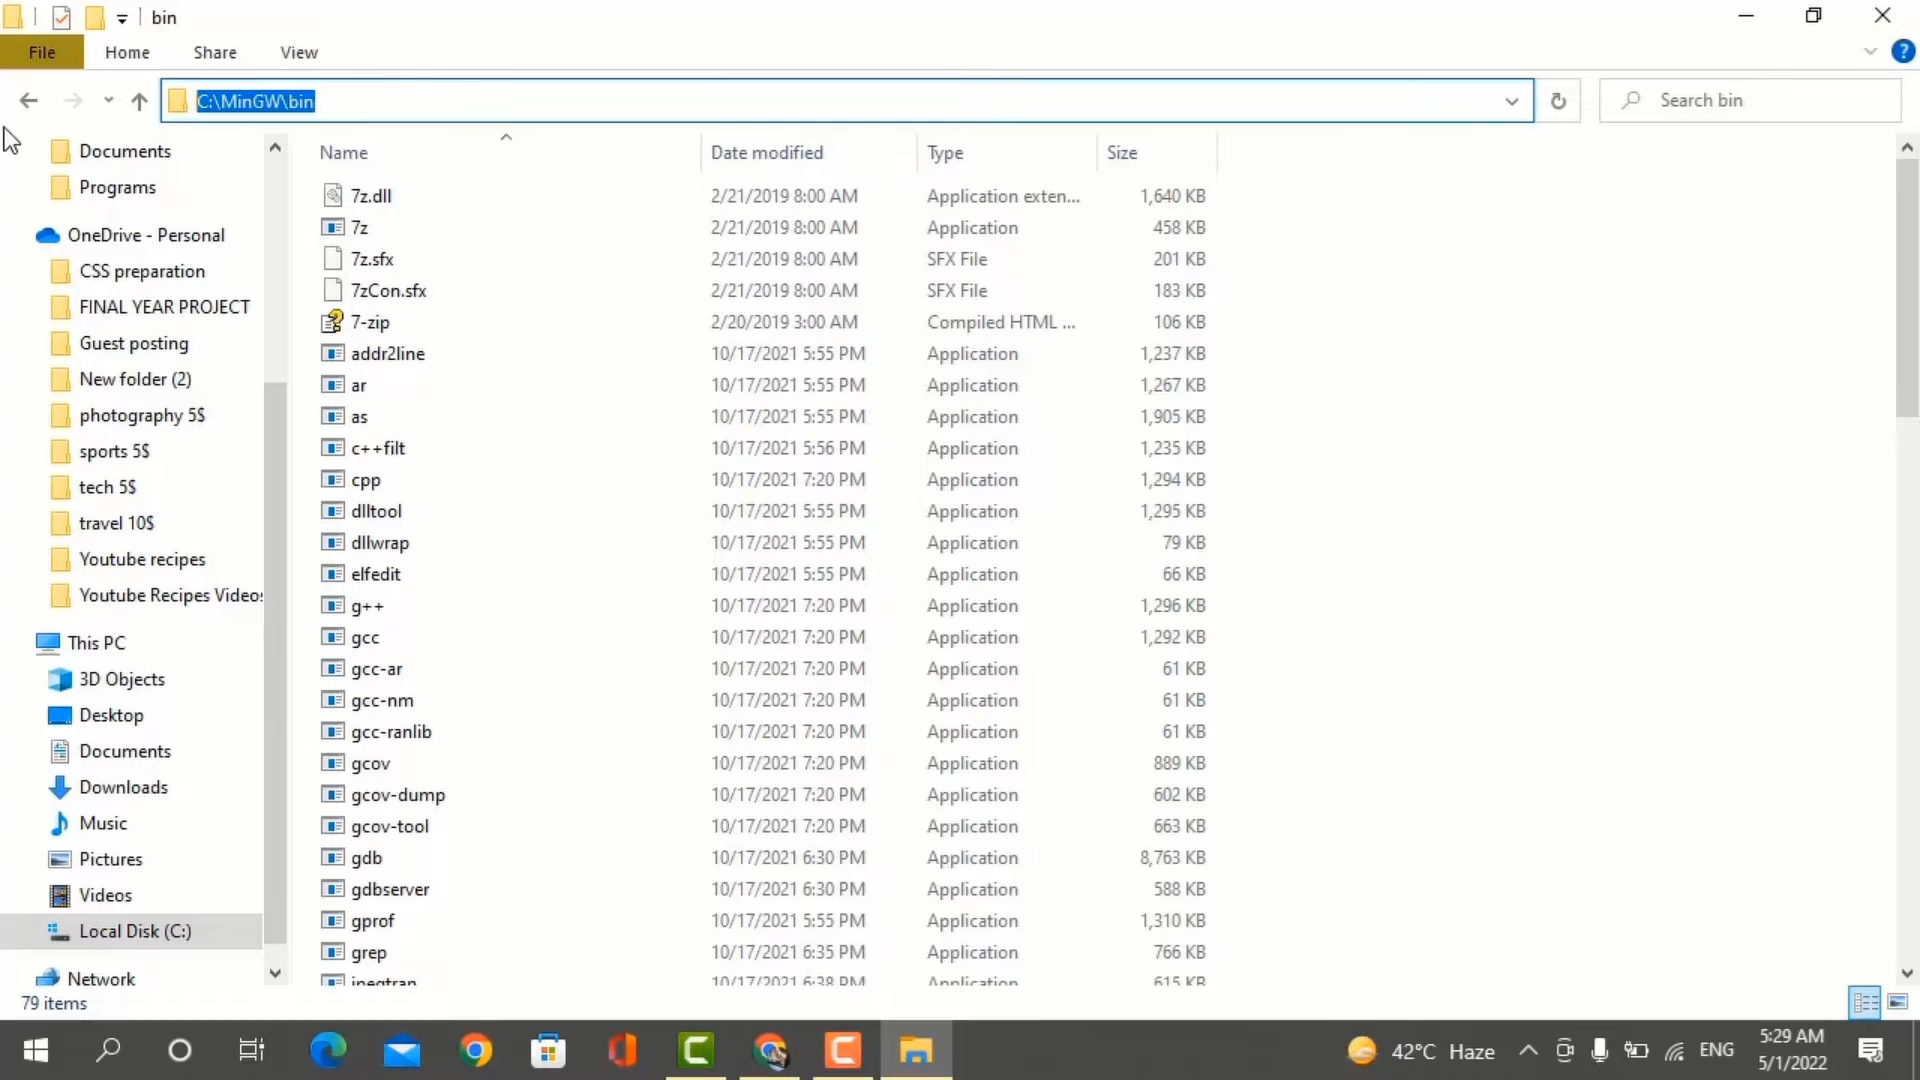 bin
File Home Share View
C:\MinGW\bin
Search bin
Documents
Programs
OneDrive - Personal
CSS preparation
FINAL YEAR PROJECT
Guest posting
New folder (2)
photography 5$
sports 5$
tech 5$
travel 10$
Youtube recipes
Youtube Recipes Videos
This PC
3D Objects
Desktop
Documents
Downloads
Music
Pictures
Videos
Local Disk (C:)
Network
Name Date modified Type Size
7z.dll 2/21/2019 8:00 AM Application exten... 1,640 KB
7z 2/21/2019 8:00 AM Application 458 KB
7z.sfx 2/21/2019 8:00 AM SFX File 201 KB
7zCon.sfx 2/21/2019 8:00 AM SFX File 183 KB
7-zip 2/20/2019 3:00 AM Compiled HTML ... 106 KB
addr2line 10/17/2021 5:55 PM Application 1,237 KB
ar 10/17/2021 5:55 PM Application 1,267 KB
as 10/17/2021 5:55 PM Application 1,905 KB
c++filt 10/17/2021 5:56 PM Application 1,235 KB
cpp 10/17/2021 7:20 PM Application 1,294 KB
dlltool 10/17/2021 5:55 PM Application 1,295 KB
dllwrap 10/17/2021 5:55 PM Application 79 KB
elfedit 10/17/2021 5:55 PM Application 66 KB
g++ 10/17/2021 7:20 PM Application 1,296 KB
gcc 10/17/2021 7:20 PM Application 1,292 KB
gcc-ar 10/17/2021 7:20 PM Application 61 KB
gcc-nm 10/17/2021 7:20 PM Application 61 KB
gcc-ranlib 10/17/2021 7:20 PM Application 61 KB
gcov 10/17/2021 7:20 PM Application 889 KB
gcov-dump 10/17/2021 7:20 PM Application 602 KB
gcov-tool 10/17/2021 7:20 PM Application 663 KB
gdb 10/17/2021 6:30 PM Application 8,763 KB
gdbserver 10/17/2021 6:30 PM Application 588 KB
gprof 10/17/2021 5:55 PM Application 1,310 KB
grep 10/17/2021 6:35 PM Application 766 KB
jpegtran 10/17/2021 6:38 PM Application 615 KB
79 items
42°C Haze ENG 5:29 AM
5/1/2022